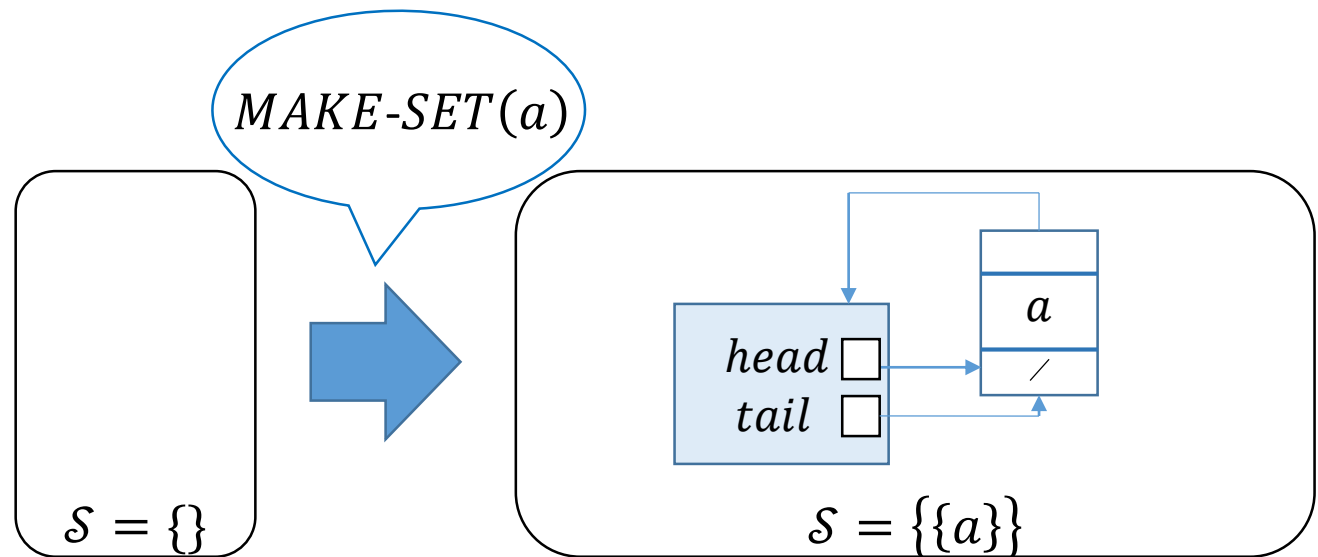 MAKE-SET(a)
a
head
/
tail
𝒮 = {}
𝒮 = {{a}}